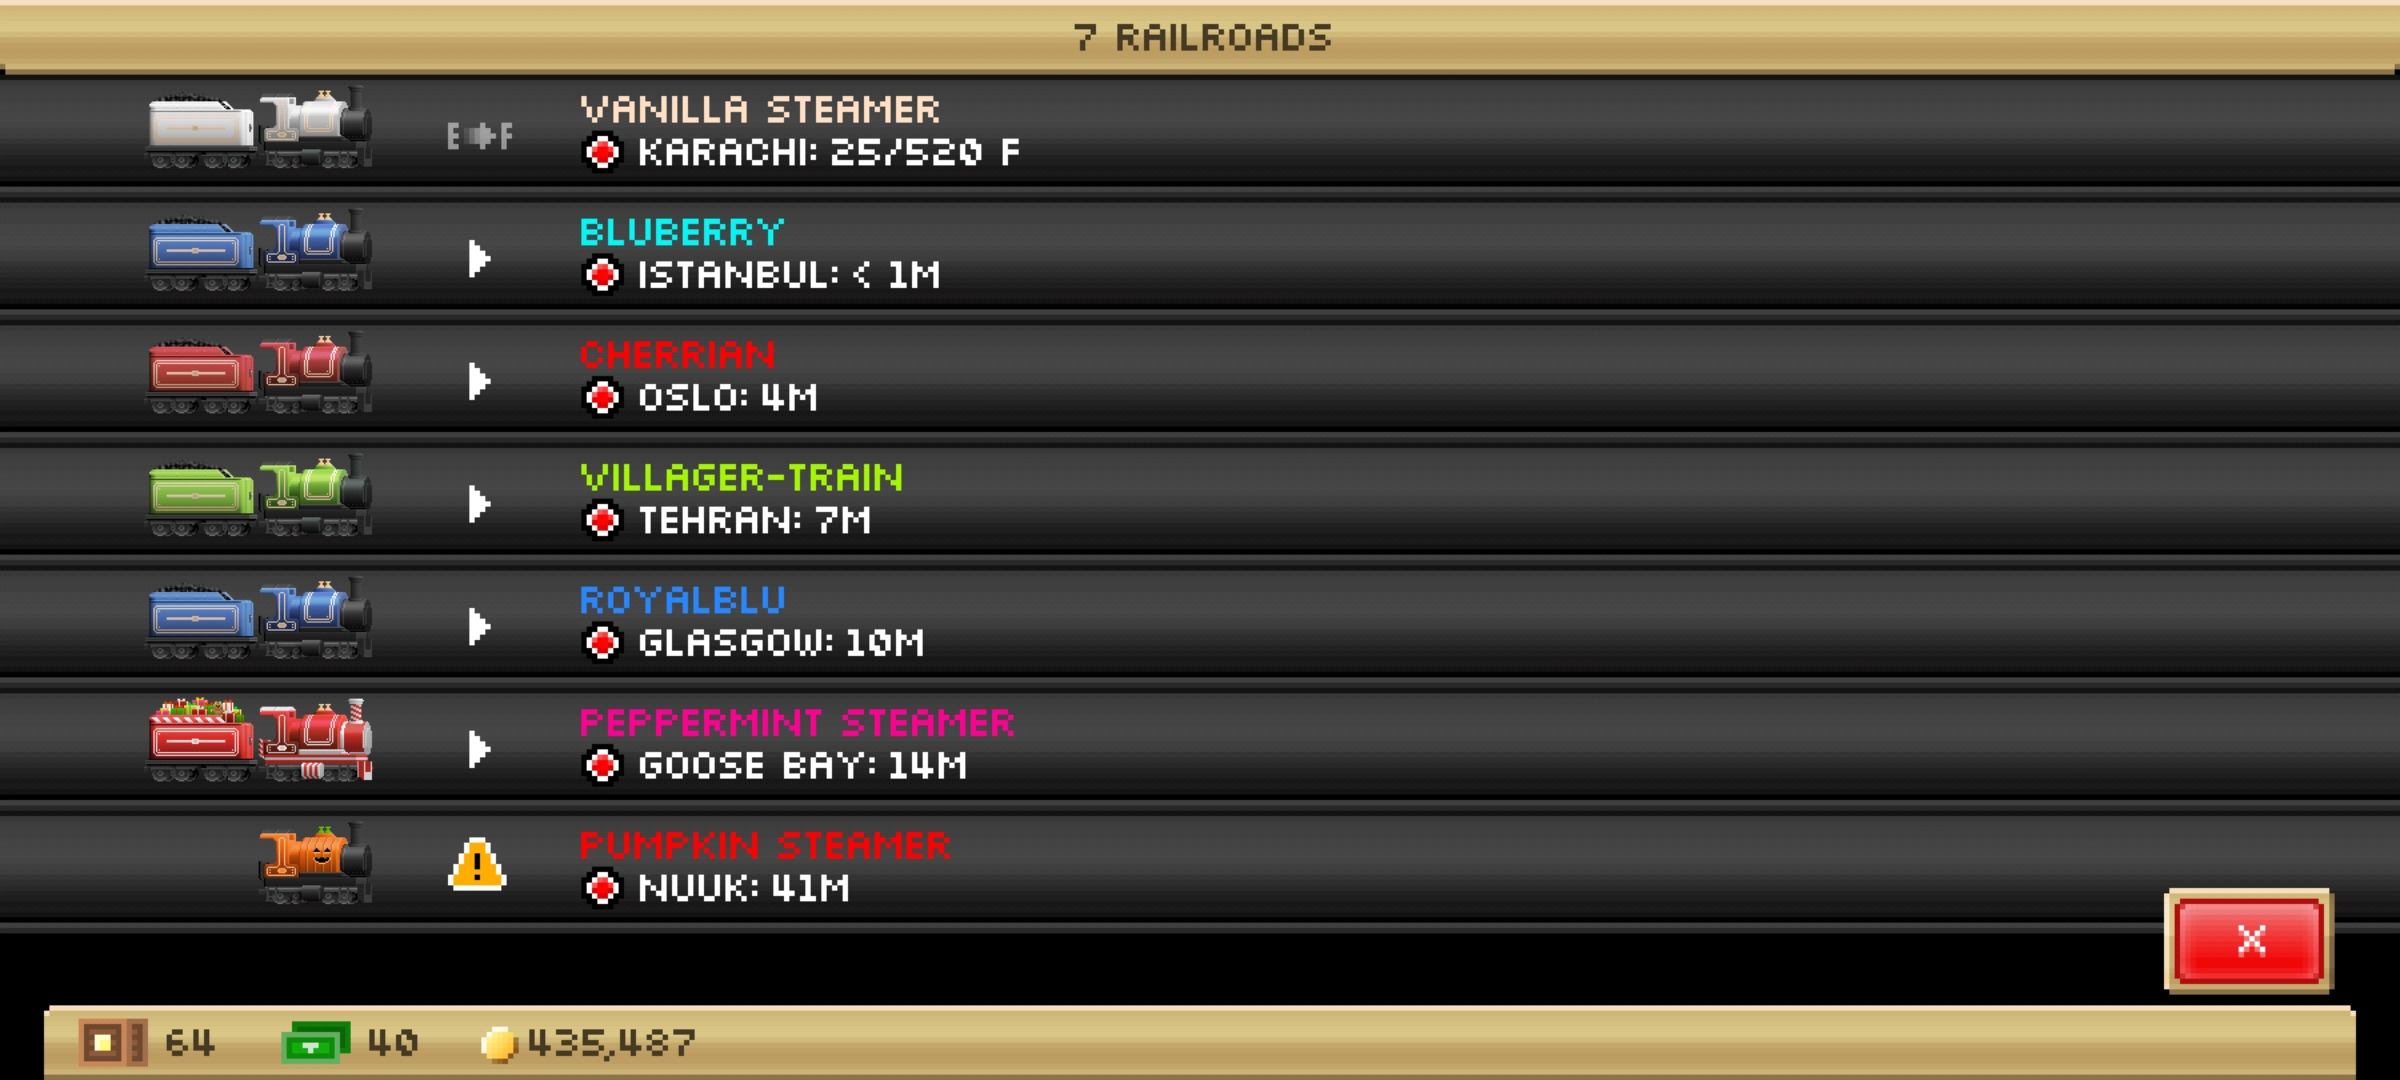 7 RAILROADS
VANILLA STEAMER
E F
KARACHI: 25/520 F
BLUBERRY
ISTANBUL: < 1M
CHERRIAN
OSLO: 4M
VILLAGER-TRAIN
TEHRAN: 7M
ROYALBLU
GLASGOW: 10M
PEPPERMINT STEAMER
GOOSE BAY: 14M
PUMPKIN STEAMER
!
NUUK: 41M
X
64 40 435,487